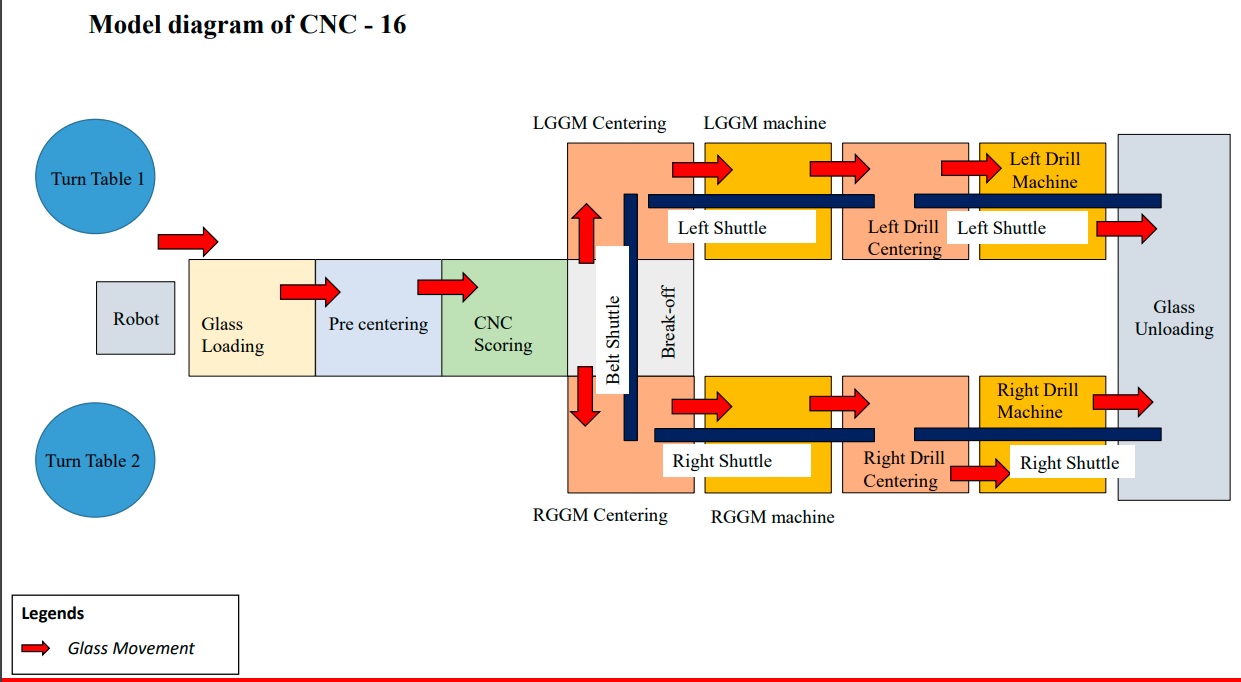 Model diagram of CNC - 16
LGGM Centering
LGGM machine
Turn Table 1
Left Drill
Machine
Left Shuttle
Left Drill
Centering
Left Shuttle
Robot
Glass
Loading
Pre centering
CNC
Scoring
Belt Shuttle
Break-off
Glass
Unloading
Turn Table 2
Right Drill
Machine
Right Shuttle
Right Drill
Centering
Right Shuttle
RGGM Centering
RGGM machine
Legends
Glass Movement